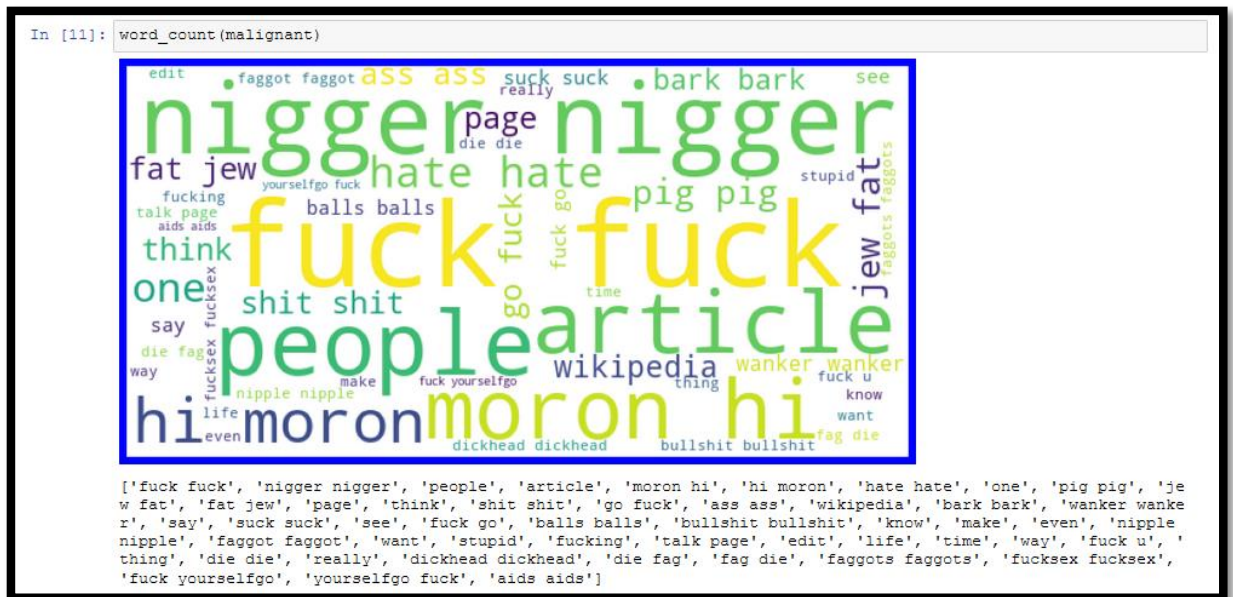 In [11]: word_count(malignant)
edit
faggot faggot
ass ass
suck suck
really
bark bark
see
nigger nigger
page
die die
fat jew
yourselfgo fuck
hate hate
pig pig
stupid
jew fat
faggots faggots
fucking
talk page
aids aids
balls balls
go fuck
fuck go
think
fuck fuck
one
fucksex fucksex
shit shit
time
say
people
article
die fag
way
make
fuck yourselfgo
wikipedia
thing
wanker wanker
fuck u
know
nipple nipple
hi moron
life
even
moron hi
want
fag die
dickhead dickhead
bullshit bullshit
['fuck fuck', 'nigger nigger', 'people', 'article', 'moron hi', 'hi moron', 'hate hate', 'one', 'pig pig', 'je
w fat', 'fat jew', 'page', 'think', 'shit shit', 'go fuck', 'ass ass', 'wikipedia', 'bark bark', 'wanker wanke
r', 'say', 'suck suck', 'see', 'fuck go', 'balls balls', 'bullshit bullshit', 'know', 'make', 'even', 'nipple
nipple', 'faggot faggot', 'want', 'stupid', 'fucking', 'talk page', 'edit', 'life', 'time', 'way', 'fuck u', '
thing', 'die die', 'really', 'dickhead dickhead', 'die fag', 'fag die', 'faggots faggots', 'fucksex fucksex',
'fuck yourselfgo', 'yourselfgo fuck', 'aids aids']